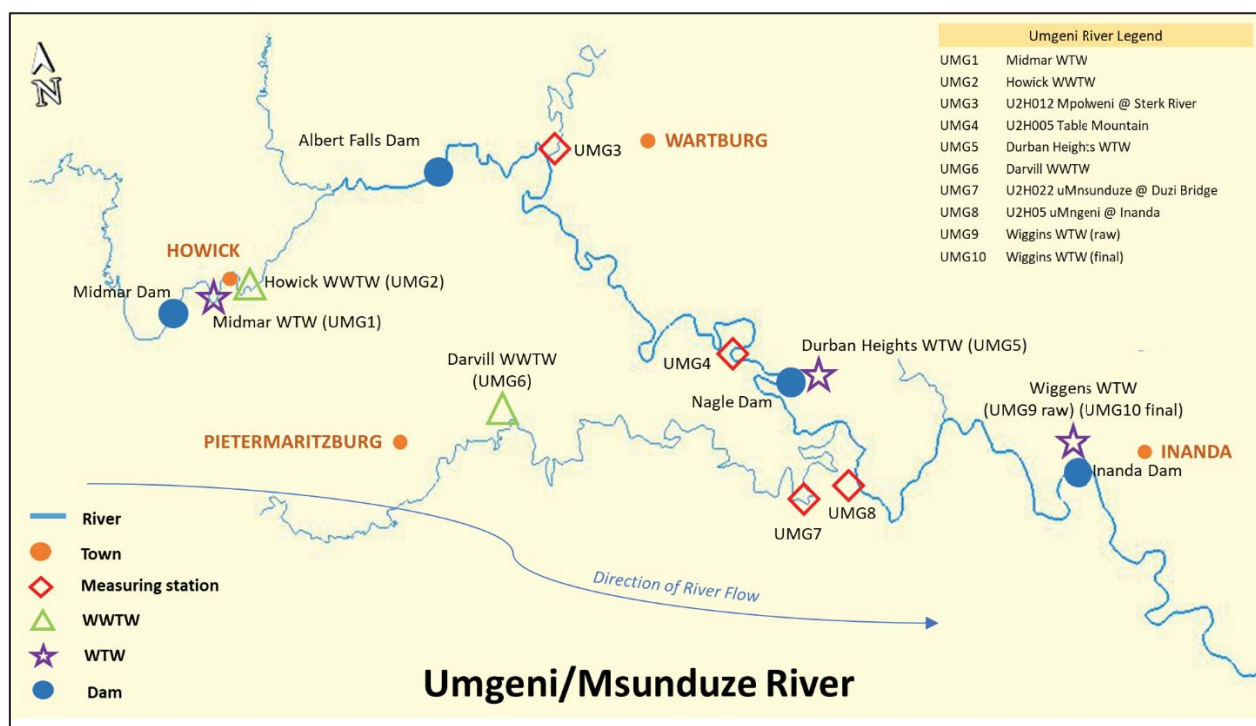 N
Umgeni River Legend
UMG1 Midmar WTW
UMG2 Howick WWTW
UMG3 U2H012 Mpolweni @ Sterk River
UMG4 U2H005 Table Mountain
UMG5 Durban Heights WTW
UMG6 Darvill WWTW
UMG7 U2H022 uMnsunduze @ Duzi Bridge
UMG8 U2H05 uMngeni @ Inanda
UMG9 Wiggins WTW (raw)
UMG10 Wiggins WTW (final)
Albert Falls Dam
UMG3
WARTBURG
HOWICK
Howick WWTW (UMG2)
Midmar Dam
Midmar WTW (UMG1)
Durban Heights WTW (UMG5)
UMG4
Darvill WWTW
(UMG6)
Nagle Dam
Wiggens WTW
(UMG9 raw) (UMG10 final)
PIETERMARITZBURG
INANDA
Inanda Dam
UMG8
UMG7
River
Town
Measuring station
WWTW
WTW
Dam
Direction of River Flow
Umgeni/Msunduze River